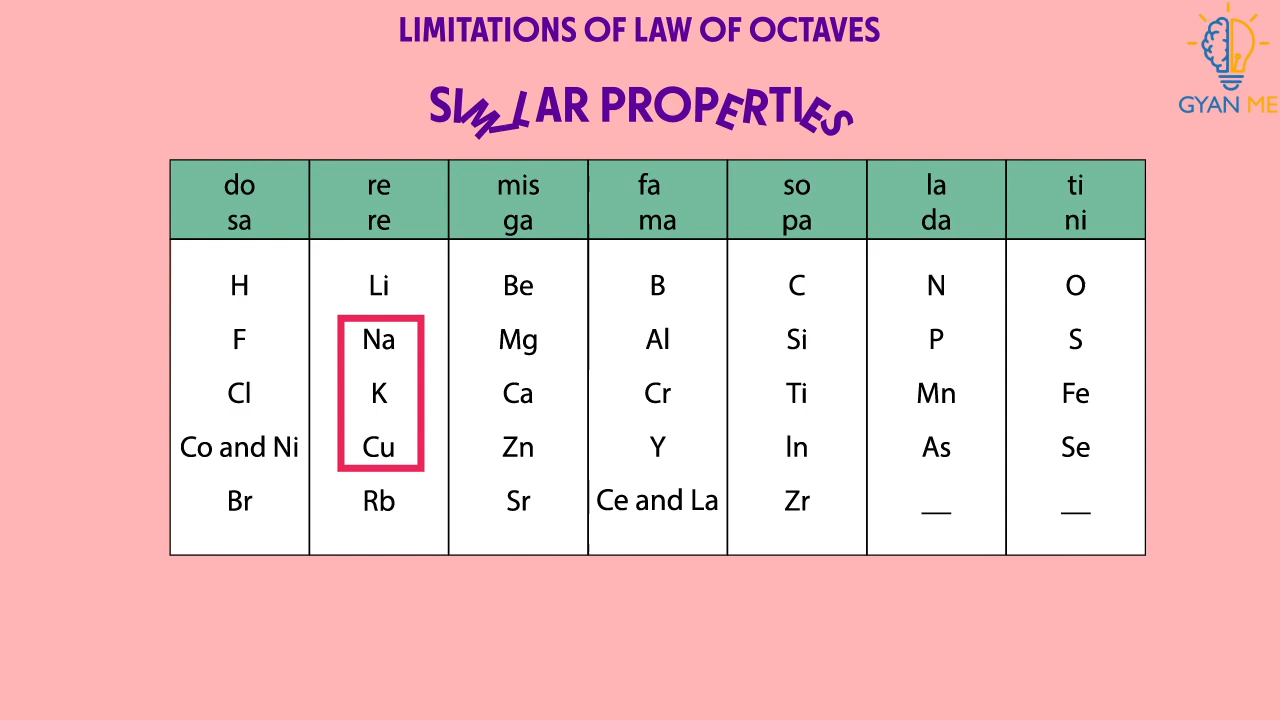 LIMITATIONS OF LAW OF OCTAVES
GYAN ME
SIMILAR PROPERTIES
do re mis fa so la ti
sa re ga ma pa da ni
H Li Be B C N O
F Na Mg Al Si P S
Cl K Ca Cr Ti Mn Fe
Co and Ni Cu Zn Y In As Se
Br Rb Sr Ce and La Zr __ __